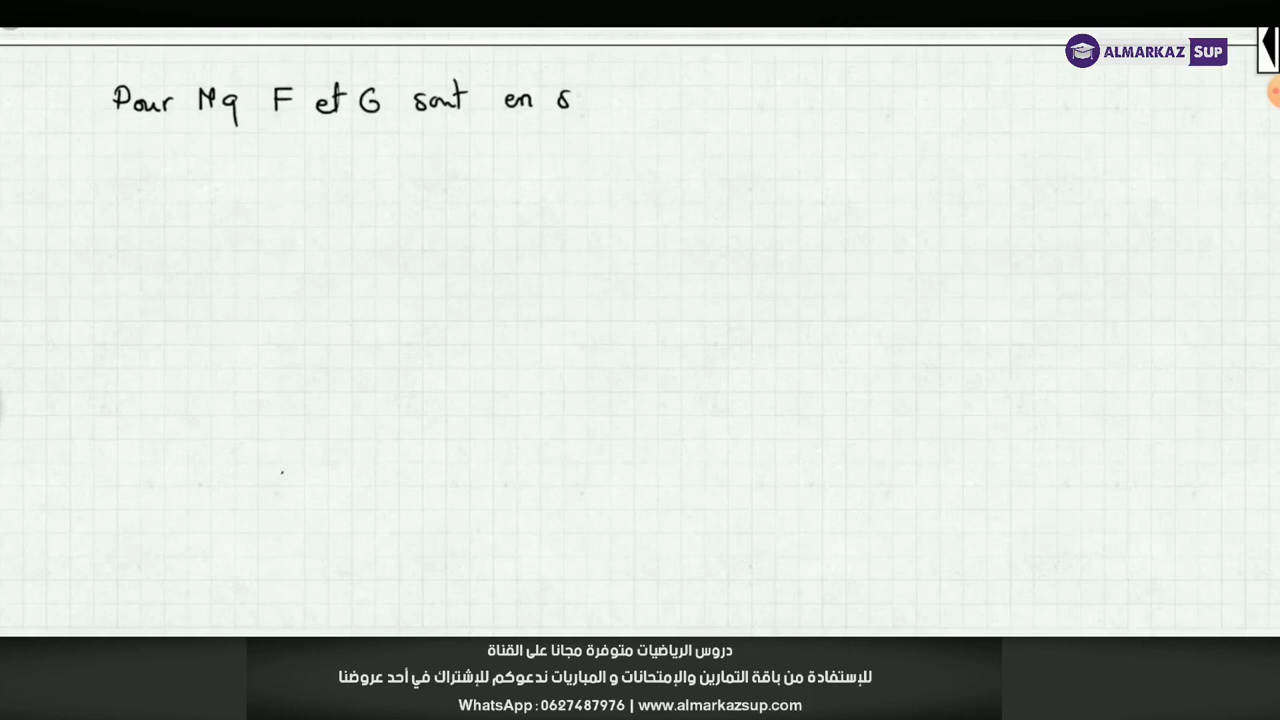 ALMARKAZ SUP
Pour Mq F et G sont en s
دروس الرياضيات متوفرة مجانا على القناة
للإستفادة من باقة التمارين والإمتحانات و المباريات ندعوكم للإشتراك في أحد عروضنا
WhatsApp : 0627487976 | www.almarkazsup.com